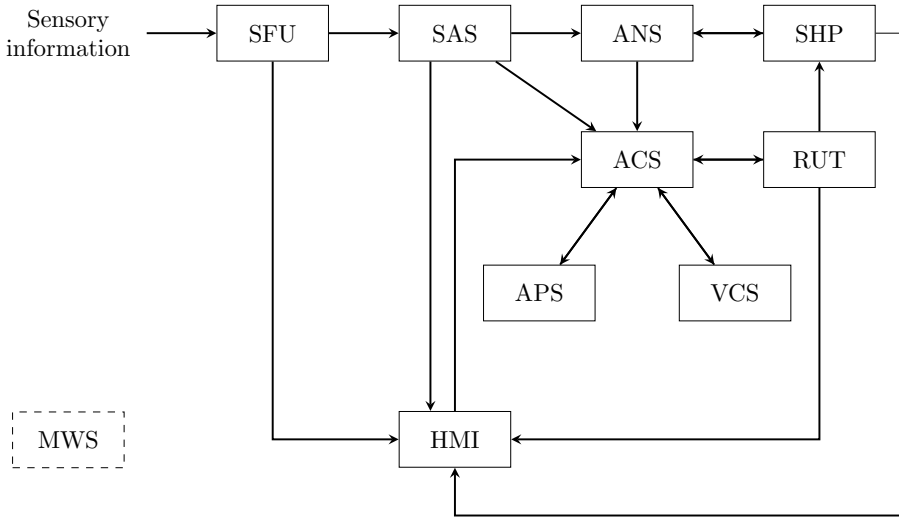 Sensory
information
SFU
SAS
ANS
SHP
ACS
RUT
APS
VCS
MWS
HMI